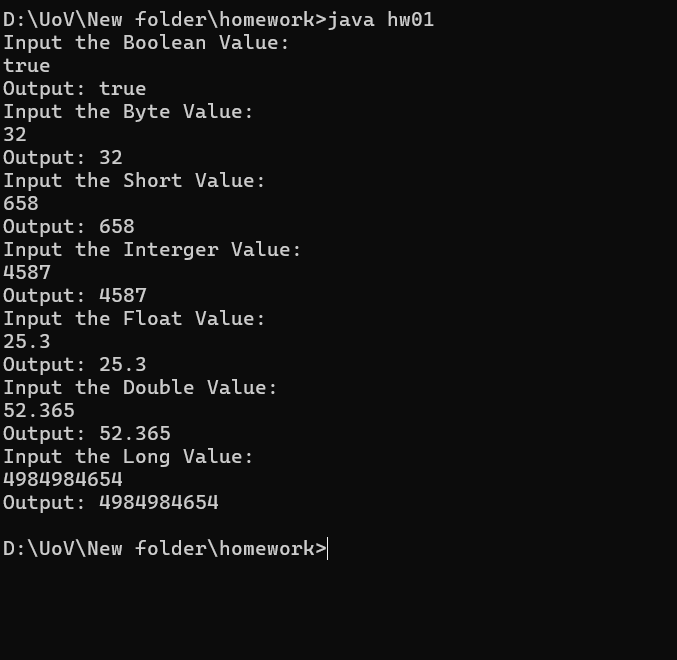 D:\UoV\New folder\homework>java hw01
Input the Boolean Value:
true
Output: true
Input the Byte Value:
32
Output: 32
Input the Short Value:
658
Output: 658
Input the Interger Value:
4587
Output: 4587
Input the Float Value:
25.3
Output: 25.3
Input the Double Value:
52.365
Output: 52.365
Input the Long Value:
4984984654
Output: 4984984654
D:\UoV\New folder\homework>